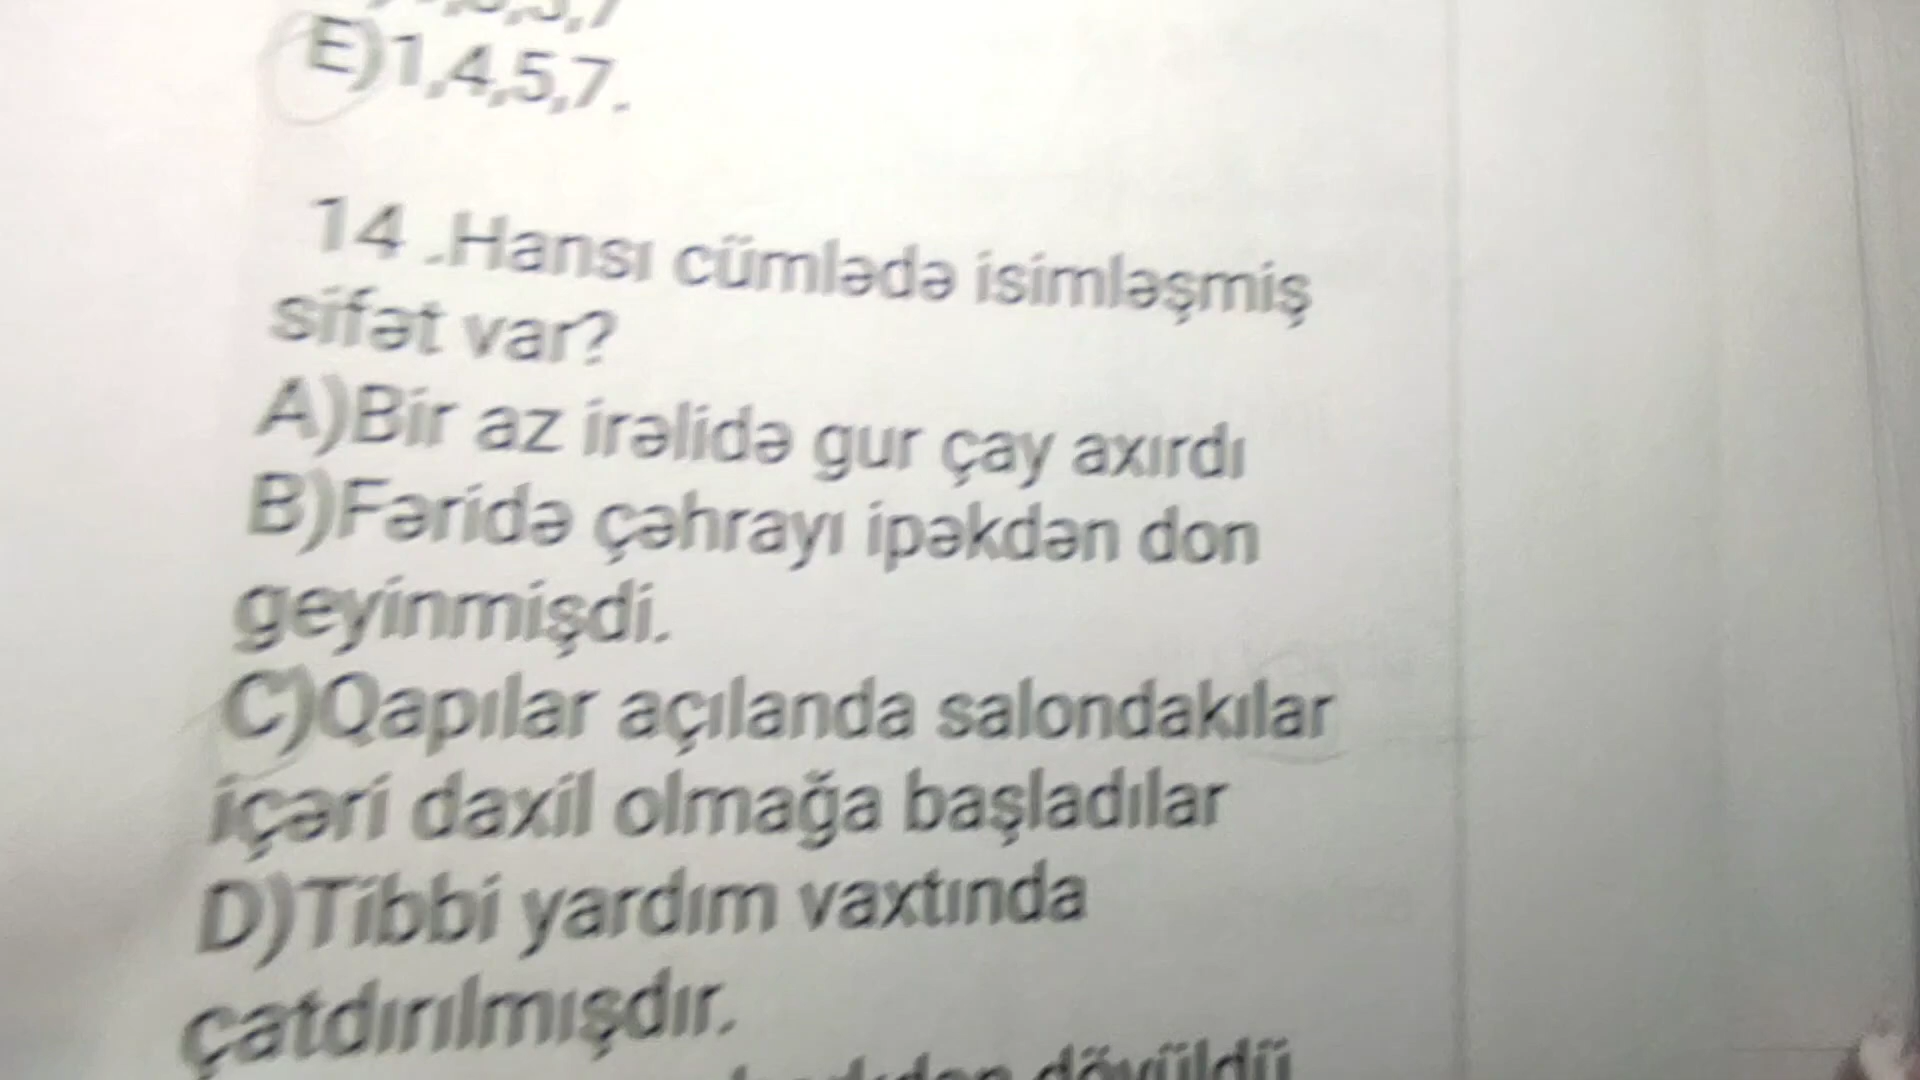 E)1,4,5,7.
14 .Hansı cümlədə isimləşmiş
sifət var?
A)Bir az irəlidə gur çay axırdı
B)Fəridə çəhrayı ipəkdən don
geyinmişdi.
C)Qapılar açılanda salondakılar
içəri daxil olmağa başladılar
D)Tibbi yardım vaxtında
çatdırılmışdır.
döyüldü